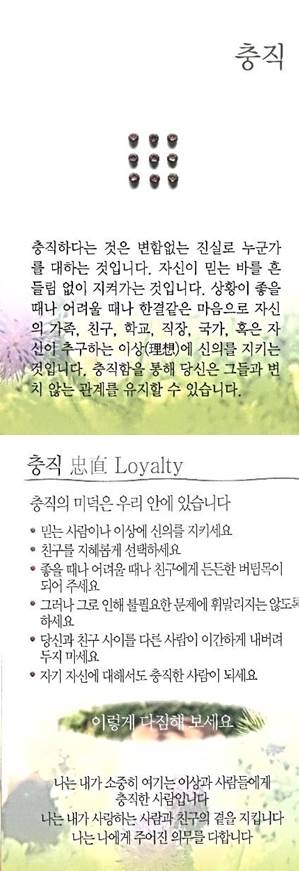 충직
충직하다는 것은 변함없는 진실로 누군가
를 대하는 것입니다. 자신이 믿는 바를 흔
들림 없이 지켜가는 것입니다. 상황이 좋을
때나 어려울 때나 한결같은 마음으로 자신
의 가족, 친구, 학교, 직장, 국가, 혹은 자
신이 추구하는 이상(理想)에 신의를 지키는
것입니다. 충직함을 통해 당신은 그들과 변
치 않는 관계를 유지할 수 있습니다.
충직 忠直 Loyalty
충직의 미덕은 우리 안에 있습니다
• 믿는 사람이나 이상에 신의를 지키세요
• 친구를 지혜롭게 선택하세요
• 좋을 때나 어려울 때나 친구에게 든든한 버팀목이
되어 주세요
• 그러나 그로 인해 불필요한 문제에 휘말리지는 않도록
하세요
• 당신과 친구 사이를 다른 사람이 이간하게 내버려
두지 마세요
• 자기 자신에 대해서도 충직한 사람이 되세요
이렇게 다짐해 보세요
나는 내가 소중히 여기는 이상과 사람들에게
충직한 사람입니다
나는 내가 사랑하는 사람과 친구의 곁을 지킵니다
나는 나에게 주어진 의무를 다합니다